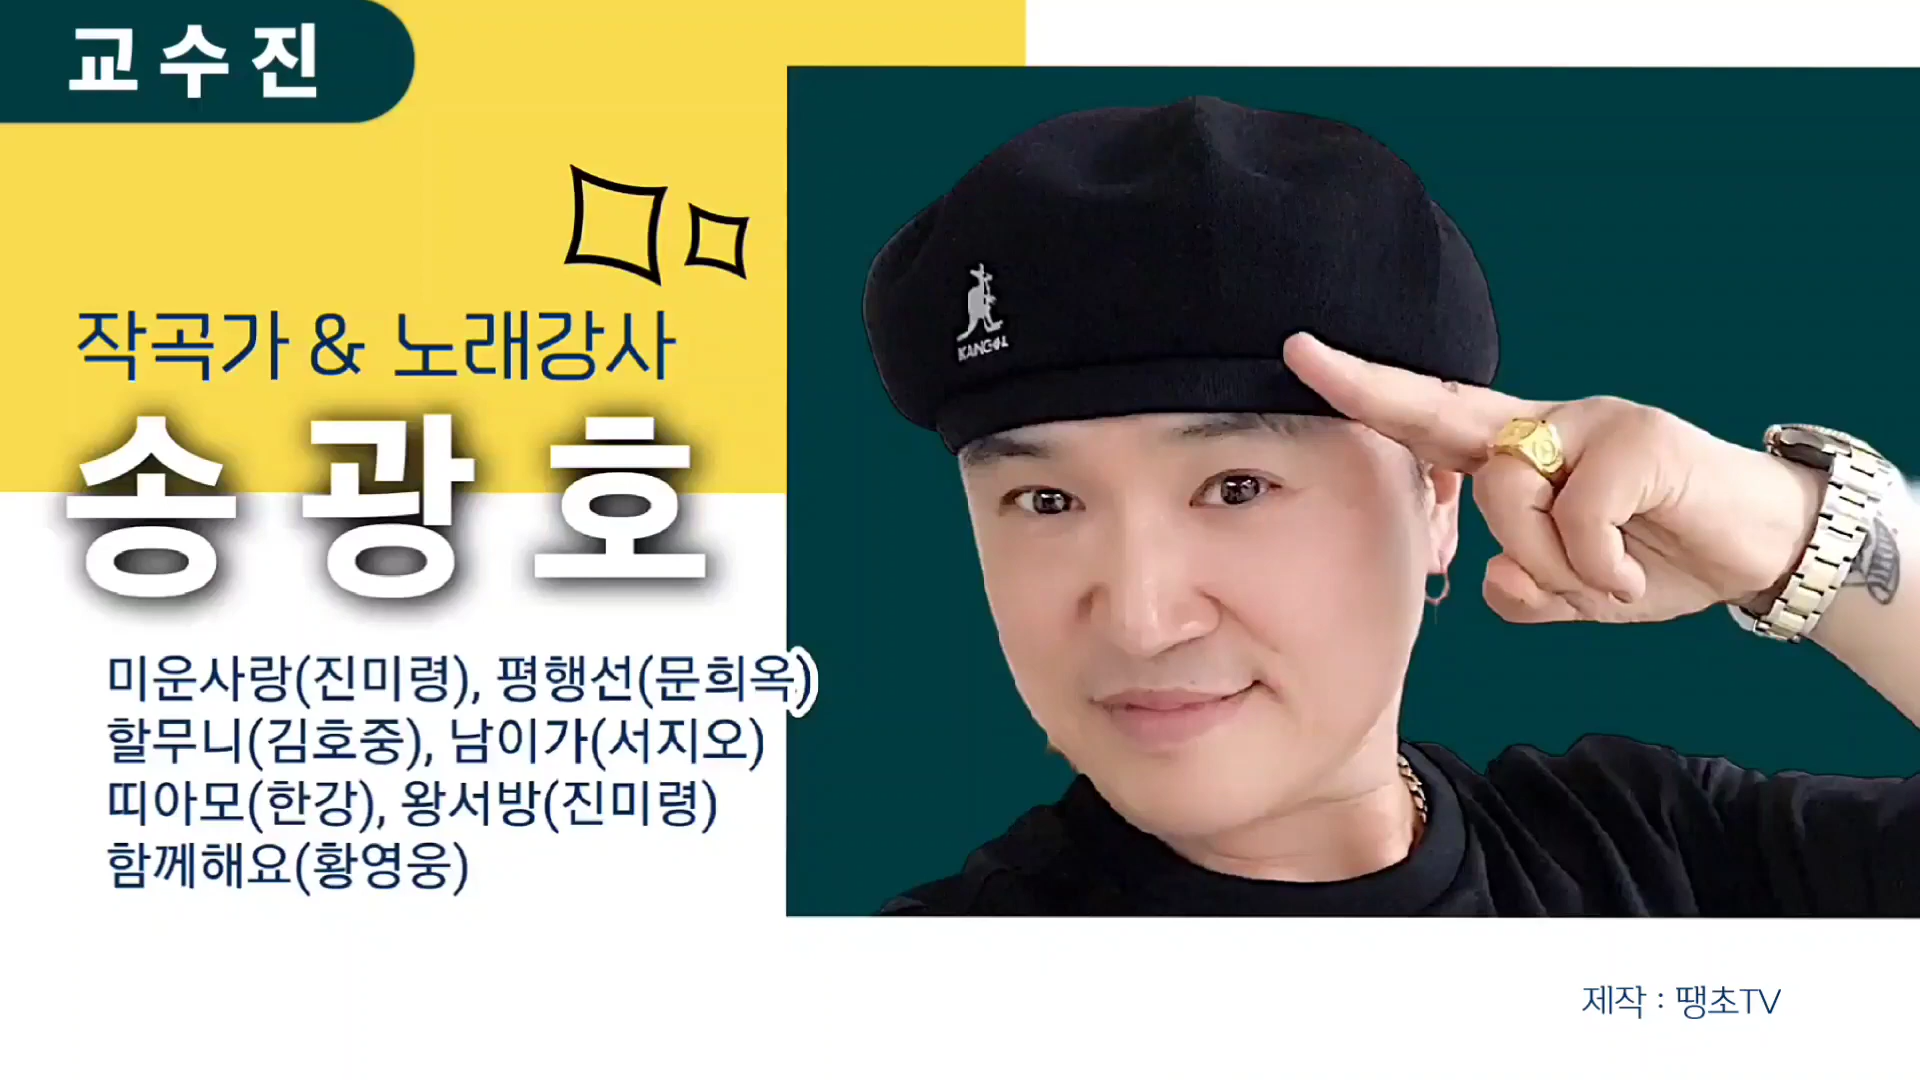 교수진
작곡가 & 노래강사
송광호
미운사랑(진미령), 평행선(문희옥)
할무니(김호중), 남이가(서지오)
띠아모(한강), 왕서방(진미령)
함께해요(황영웅)
KANGOL
제작 : 땡초TV